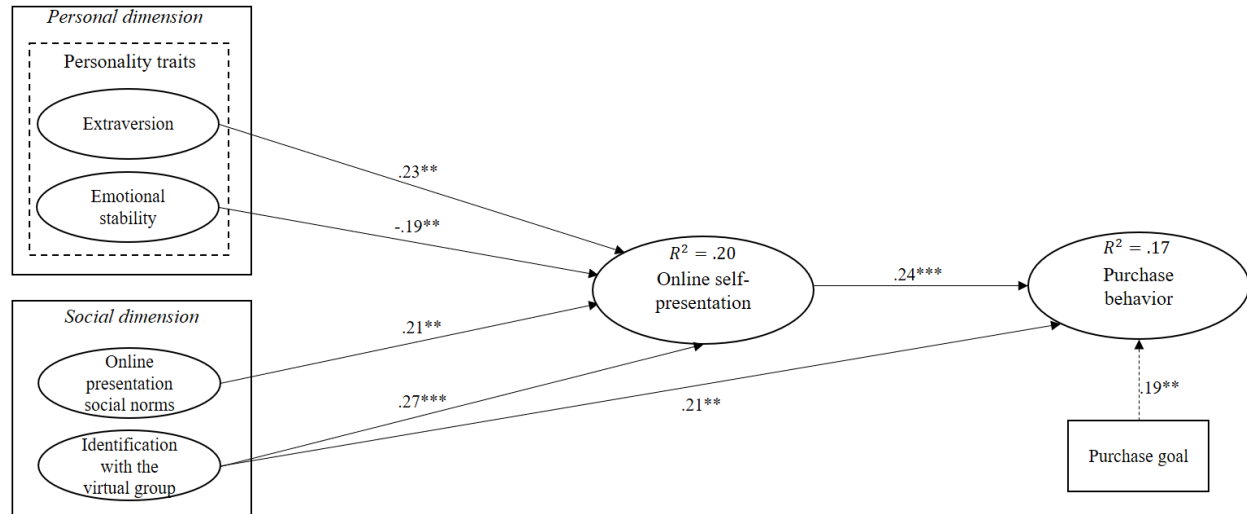 Personal dimension
Personality traits
Extraversion
Emotional
stability
Social dimension
Online
presentation
social norms
Identification
with the
virtual group
.23**
-.19**
.21**
.27***
R² = .20
Online self-
presentation
.24***
.21**
R² = .17
Purchase
behavior
.19**
Purchase goal